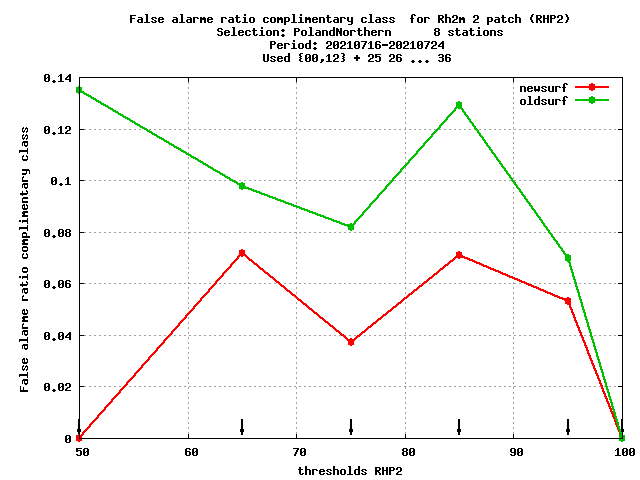 False alarme ratio complimentary class  for Rh2m 2 patch (RHP2)
Selection: PolandNorthern      8 stations
Period: 20210716-20210724
Used {00,12} + 25 26 ... 36
newsurf
oldsurf
0.14
0.12
0.1
0.08
0.06
0.04
0.02
0
False alarme ratio complimentary class
50 60 70 80 90 100
thresholds RHP2